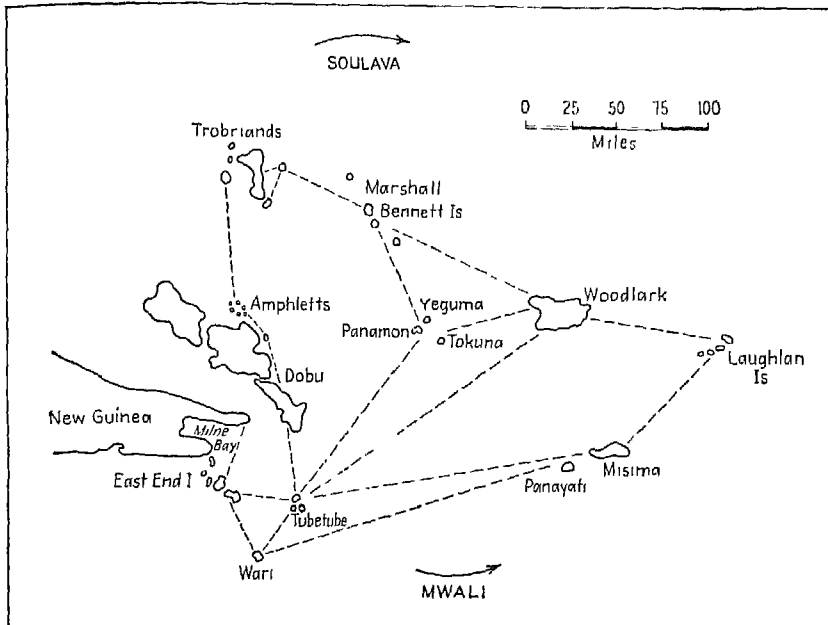 SOULAVA
0 25 50 75 100
Miles
Trobriands
Marshall
Bennett Is
Amphletts
Yeguma
Woodlark
Panamon
Tokuna
Laughlan
Is
Dobu
New Guinea
Milne
Bay
East End I
Misima
Panayati
Tubetube
Wari
MWALI